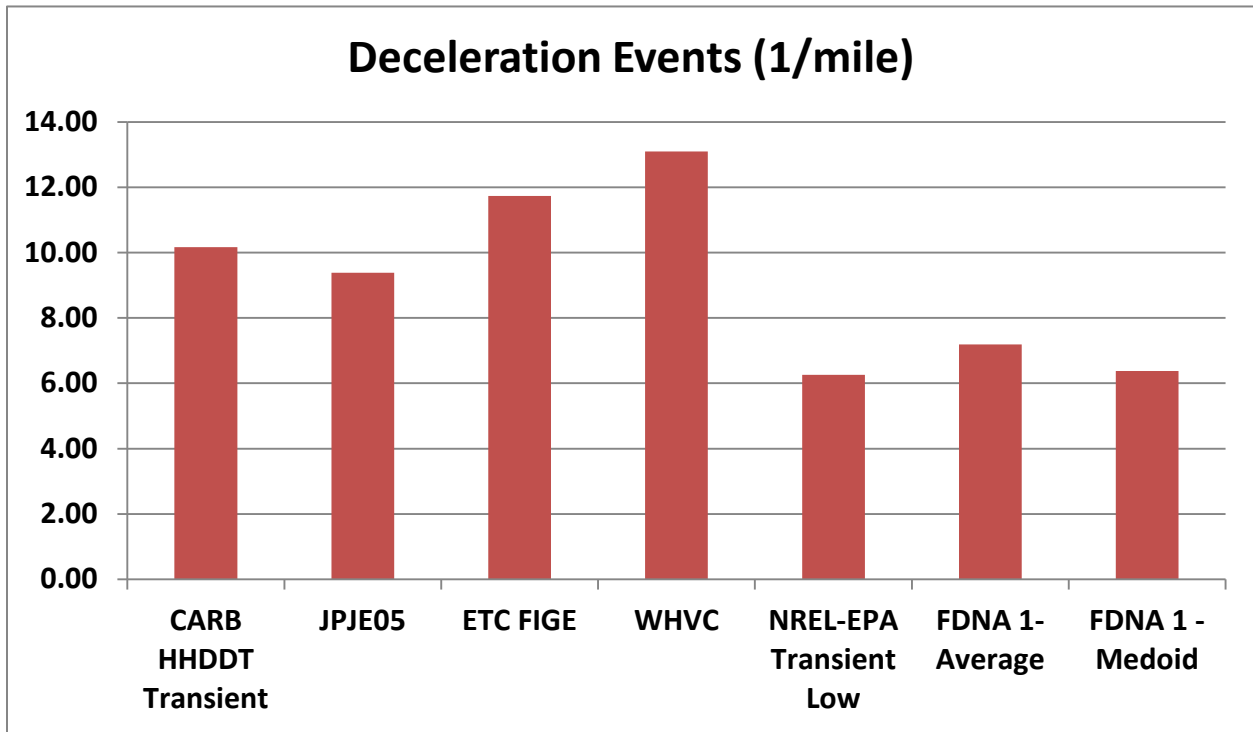 Deceleration Events (1/mile)
14.00
12.00
10.00
8.00
6.00
4.00
2.00
0.00
CARB
HHDDT
Transient
JPJE05
ETC FIGE
WHVC
NREL-EPA
Transient
Low
FDNA 1-
Average
FDNA 1 -
Medoid